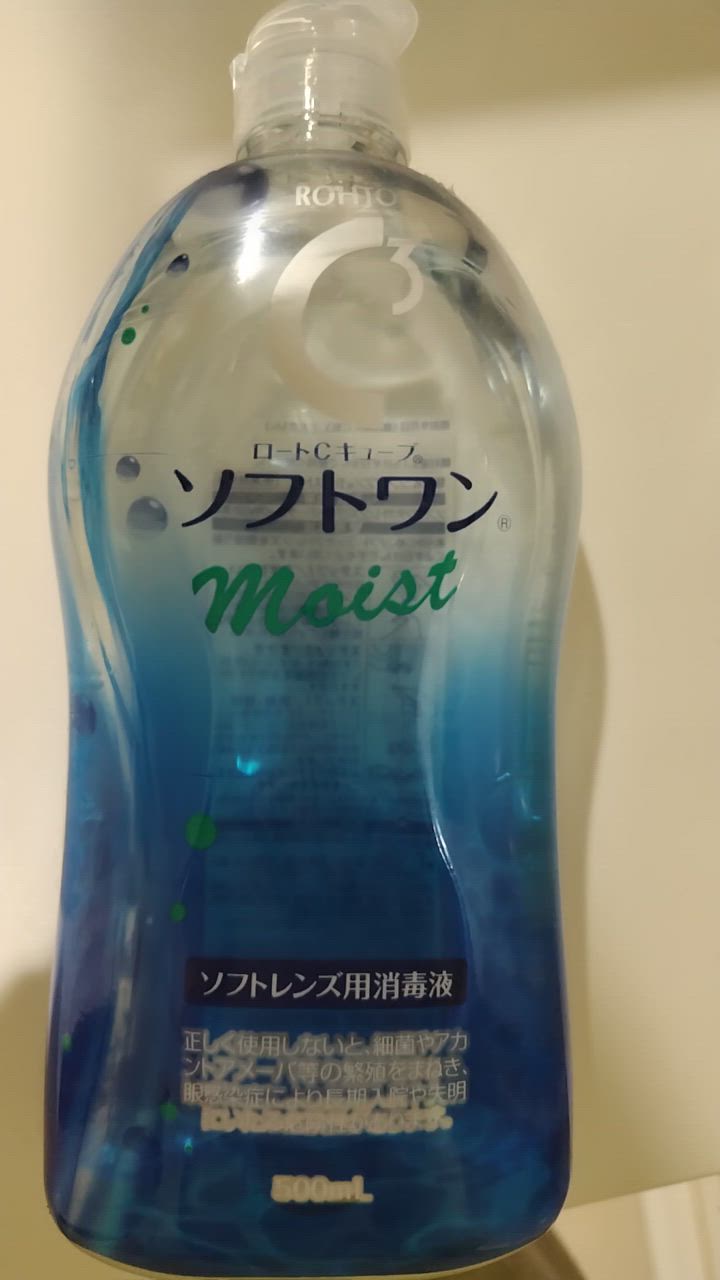 ROHTO
C3
ロートCキューブ®
ソフトワン®
moist
ソフトレンズ用消毒液
正しく使用しないと、細菌やアカ
ントアメーバ等の繁殖をまねき、
眼感染症により長期入院や失明
500mL